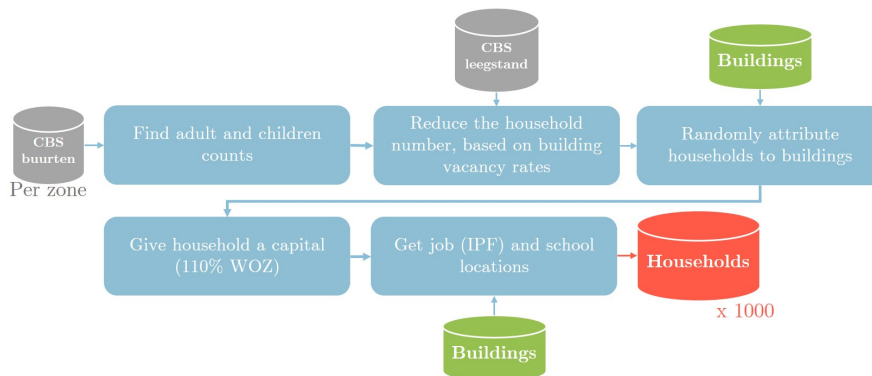 CBS
leegstand
Buildings
CBS
buurten
Per zone
Find adult and children
counts
Reduce the household
number, based on building
vacancy rates
Randomly attribute
households to buildings
Give household a capital
(110% WOZ)
Get job (IPF) and school
locations
Households
x 1000
Buildings